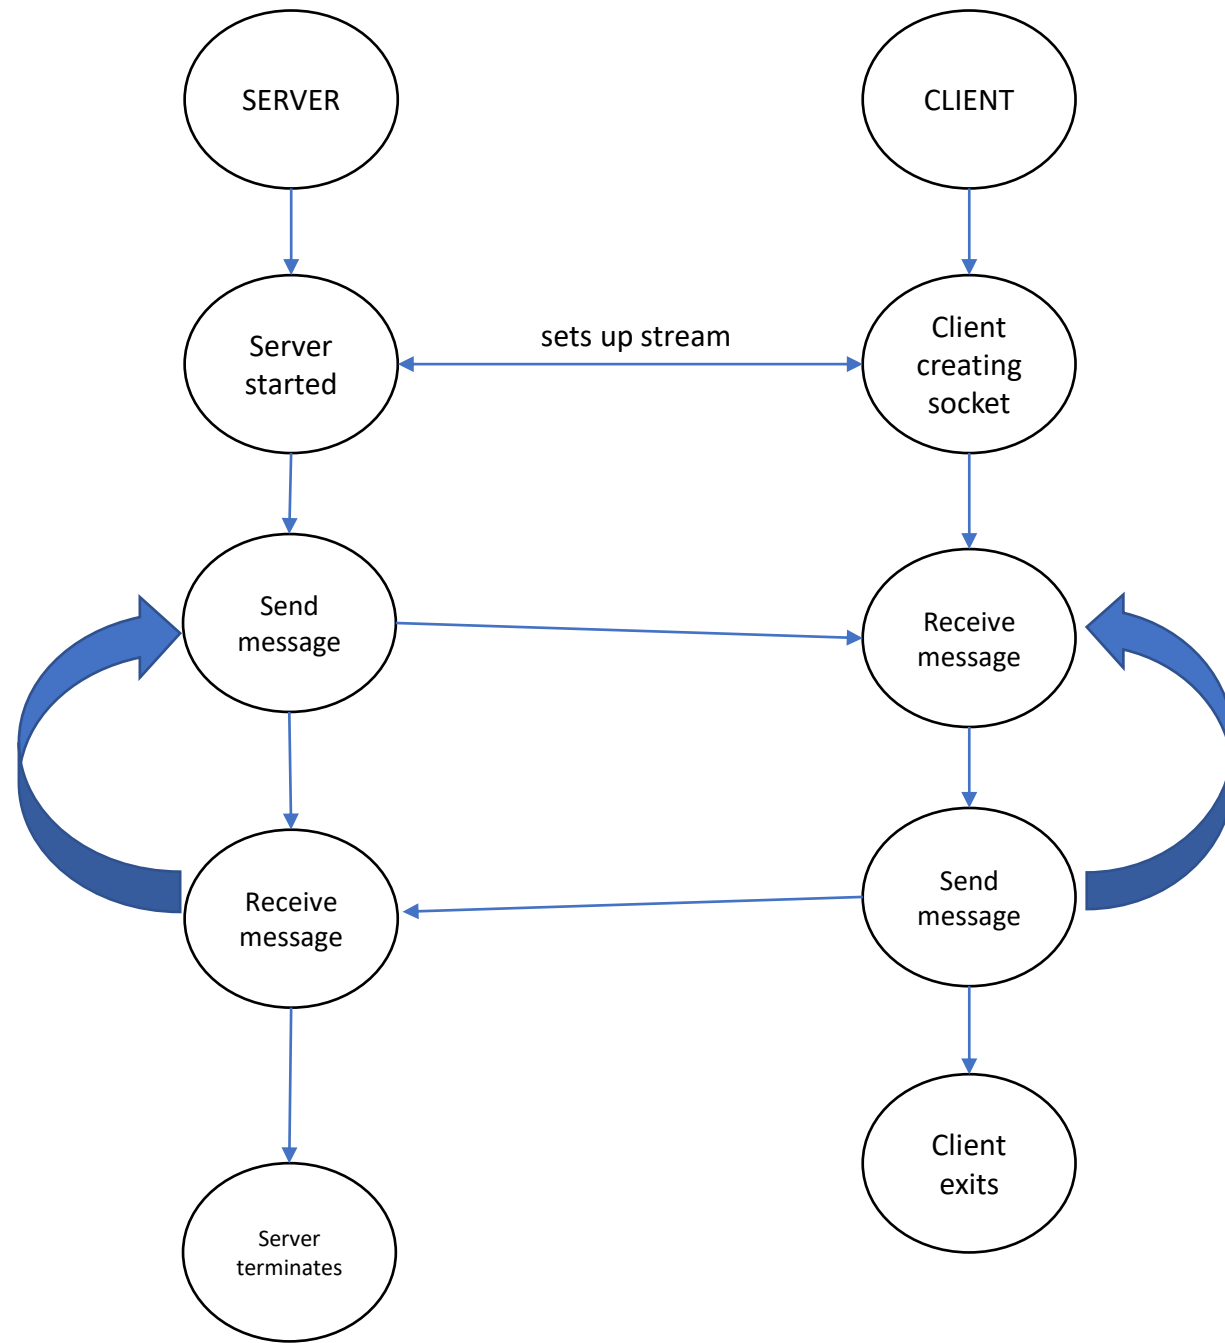 SERVER
CLIENT
Server
started
sets up stream
Client
creating
socket
Send
message
Receive
message
Receive
message
Send
message
Client
exits
Server
terminates